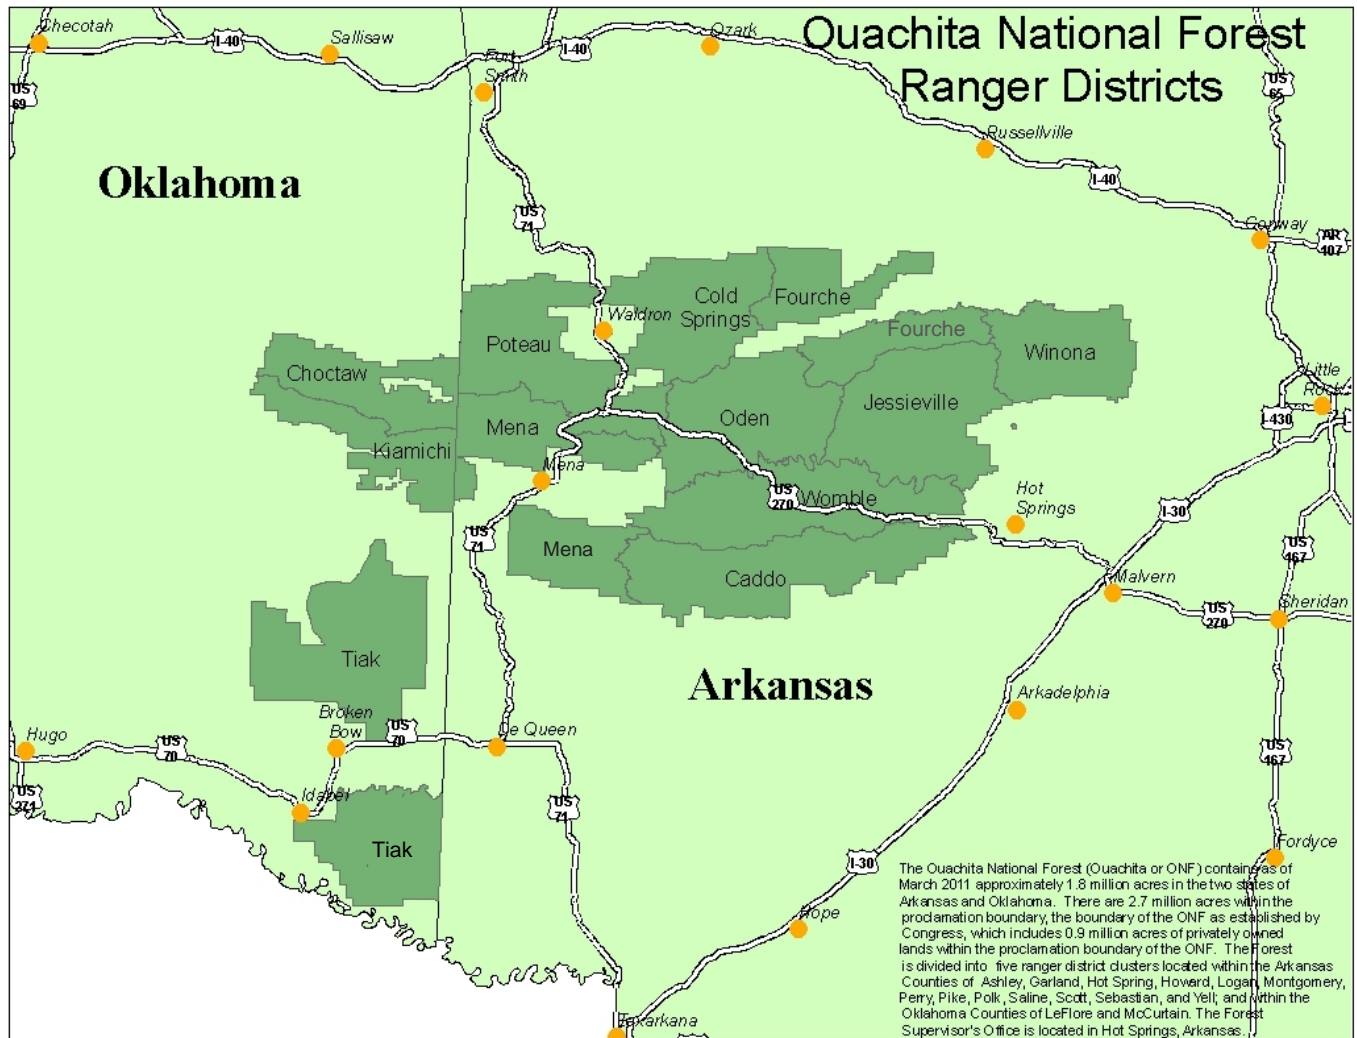 Ouachita National Forest
Ranger Districts
Checotah
I-40
Sallisaw
Fort
Smith
I-40
Ozark
US
69
US
65
Russellville
I-40
Oklahoma
US
71
Conway
AR
407
Cold
Springs
Fourche
Waldron
Fourche
Poteau
Winona
Choctaw
Little
Rock
Jessieville
Oden
Mena
I-430
Kiamichi
Mena
US
270
Womble
Hot
Springs
I-30
US
71
Mena
US
467
Caddo
Malvern
US
270
Sheridan
Tiak
Arkansas
Arkadelphia
Broken
Bow
US
70
De Queen
Hugo
US
70
US
467
US
271
Idabel
US
71
Tiak
I-30
Fordyce
Hope
Texarkana
The Ouachita National Forest (Ouachita or ONF) contains as of
March 2011 approximately 1.8 million acres in the two states of
Arkansas and Oklahoma. There are 2.7 million acres within the
proclamation boundary, the boundary of the ONF as established by
Congress, which includes 0.9 million acres of privately owned
lands within the proclamation boundary of the ONF. The Forest
is divided into five ranger district clusters located within the Arkansas
Counties of Ashley, Garland, Hot Spring, Howard, Logan, Montgomery,
Perry, Pike, Polk, Saline, Scott, Sebastian, and Yell; and within the
Oklahoma Counties of LeFlore and McCurtain. The Forest
Supervisor's Office is located in Hot Springs, Arkansas.